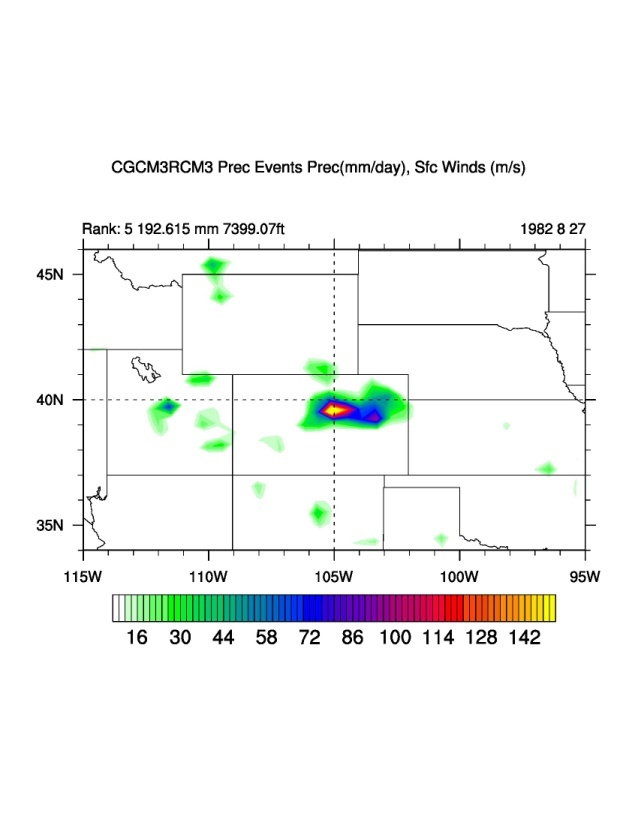 CGCM3RCM3 Prec Events Prec(mm/day), Sfc Winds (m/s)
Rank: 5 192.615 mm 7399.07ft 1982 8 27
45N
40N
35N
115W 110W 105W 100W 95W
16 30 44 58 72 86 100 114 128 142